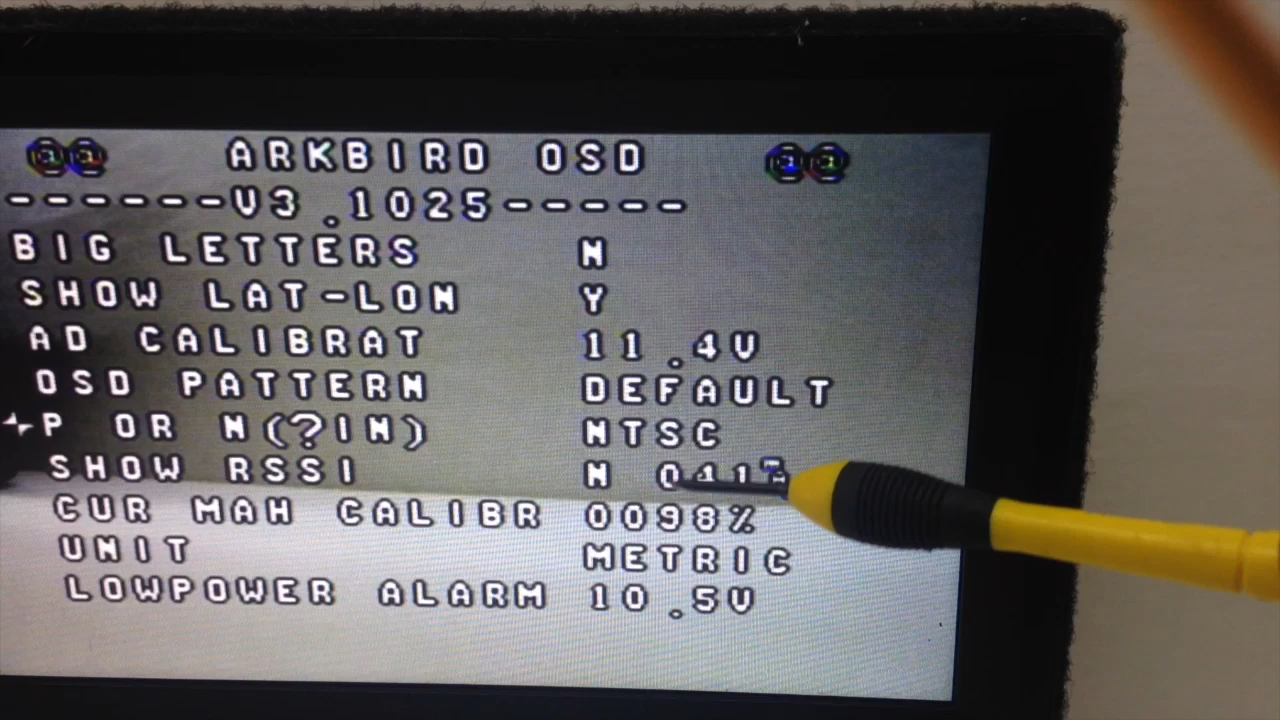 @@ ARKBIRD OSD @@
------V3.1025-----
BIG LETTERS N
SHOW LAT-LON Y
AD CALIBRAT 11.4V
OSD PATTERN DEFAULT
P OR N(?IN) NTSC
SHOW RSSI N
CUR MAH CALIBR 0098%
UNIT METRIC
LOWPOWER ALARM 10.5V